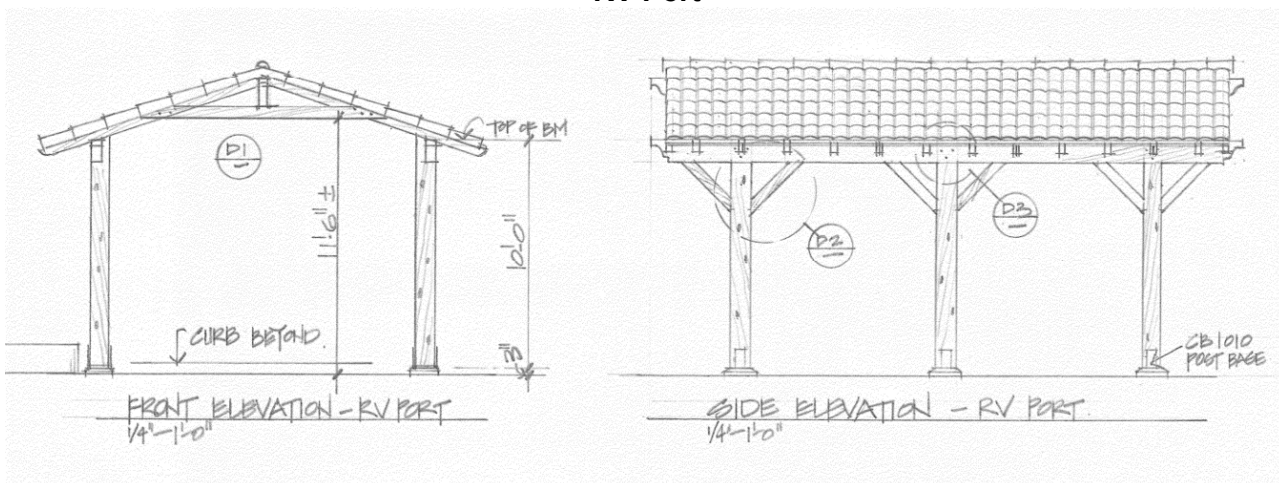 D1
TOP OF BM
11'-6" ±
10'-0"
3"
CURB BEYOND.
FRONT ELEVATION - RV PORT
1/4"-1'-0"
D2
D3
CB1010
POST BASE
SIDE ELEVATION - RV PORT.
1/4"-1'-0"